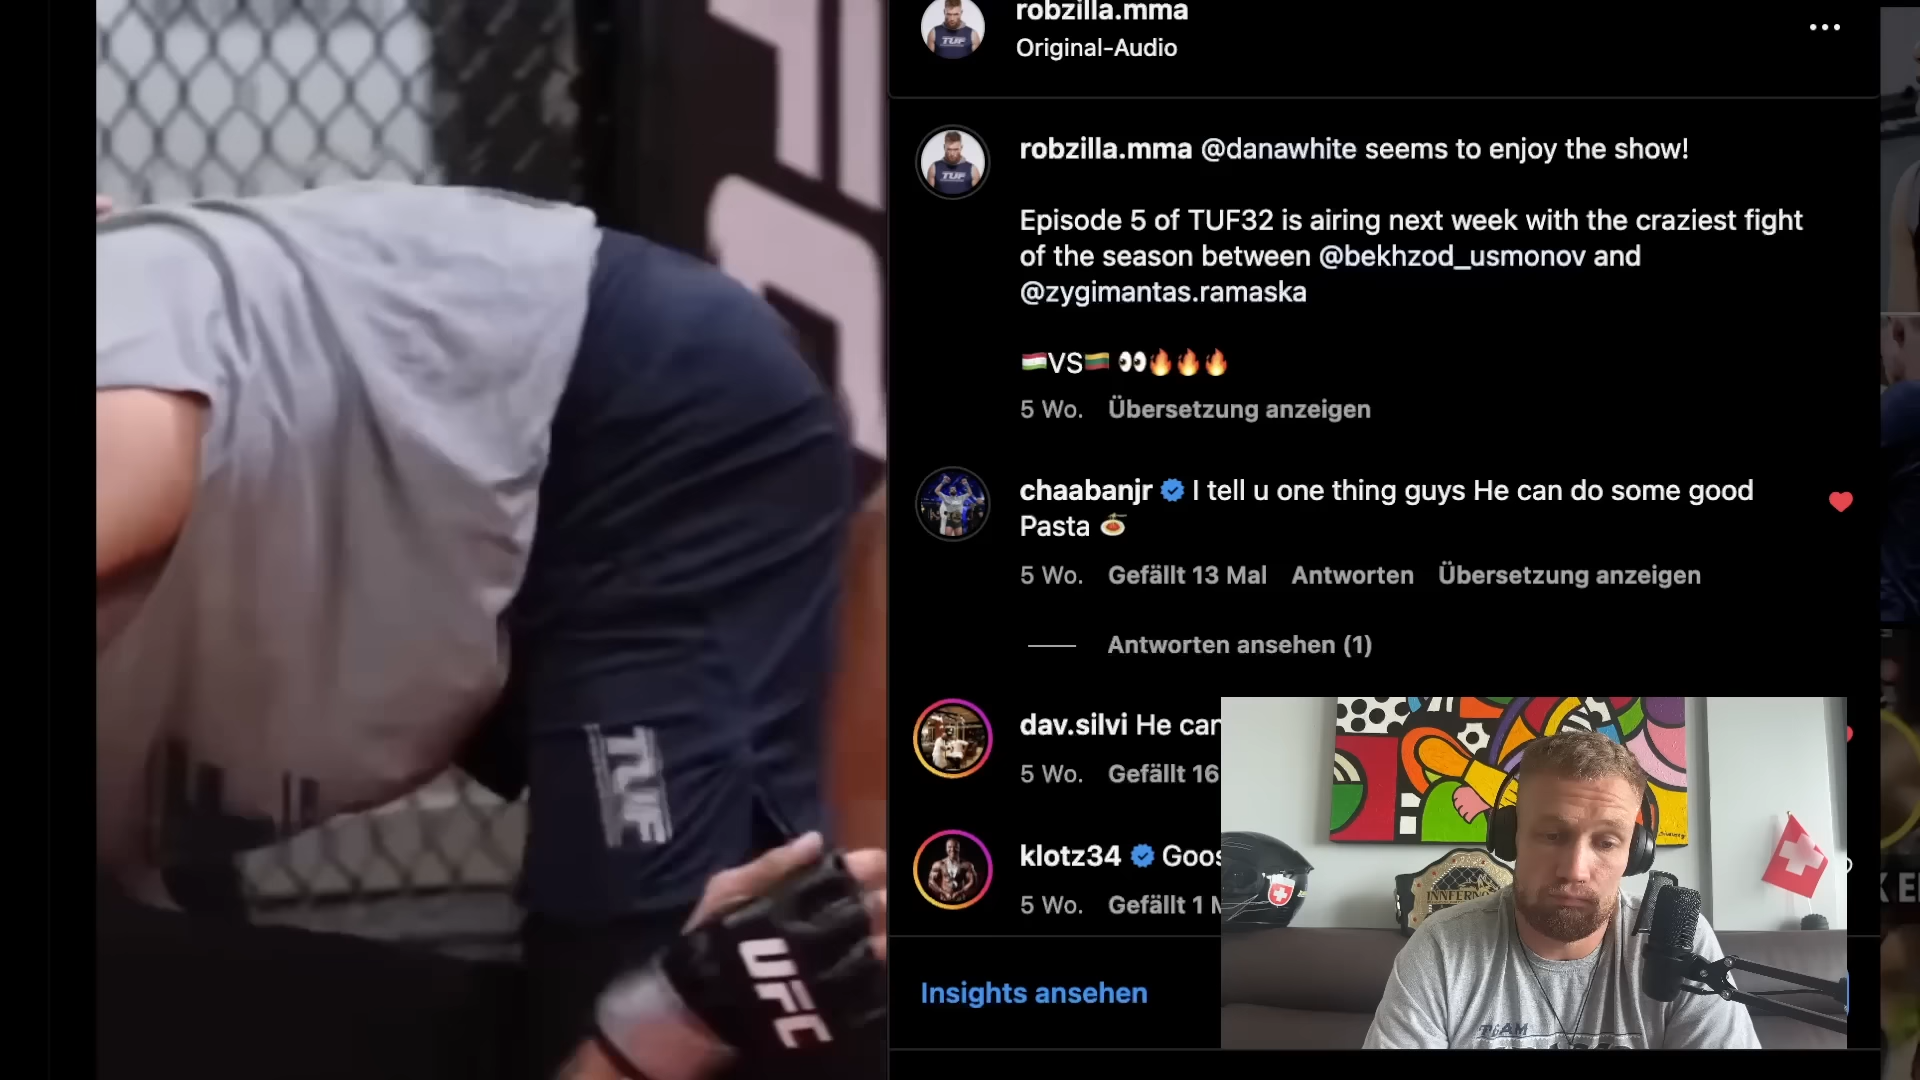 robzilla.mma
Original-Audio
robzilla.mma @danawhite seems to enjoy the show!
Episode 5 of TUF32 is airing next week with the craziest fight
of the season between @bekhzod_usmonov and
@zygimantas.ramaska
VS
5 Wo. Übersetzung anzeigen
chaabanjr I tell u one thing guys He can do some good
Pasta
5 Wo. Gefällt 13 Mal Antworten Übersetzung anzeigen
Antworten ansehen (1)
dav.silvi He can
5 Wo. Gefällt 16
klotz34
5 Wo. Gefällt 1
Insights ansehen
TUF
UFC
TEAM